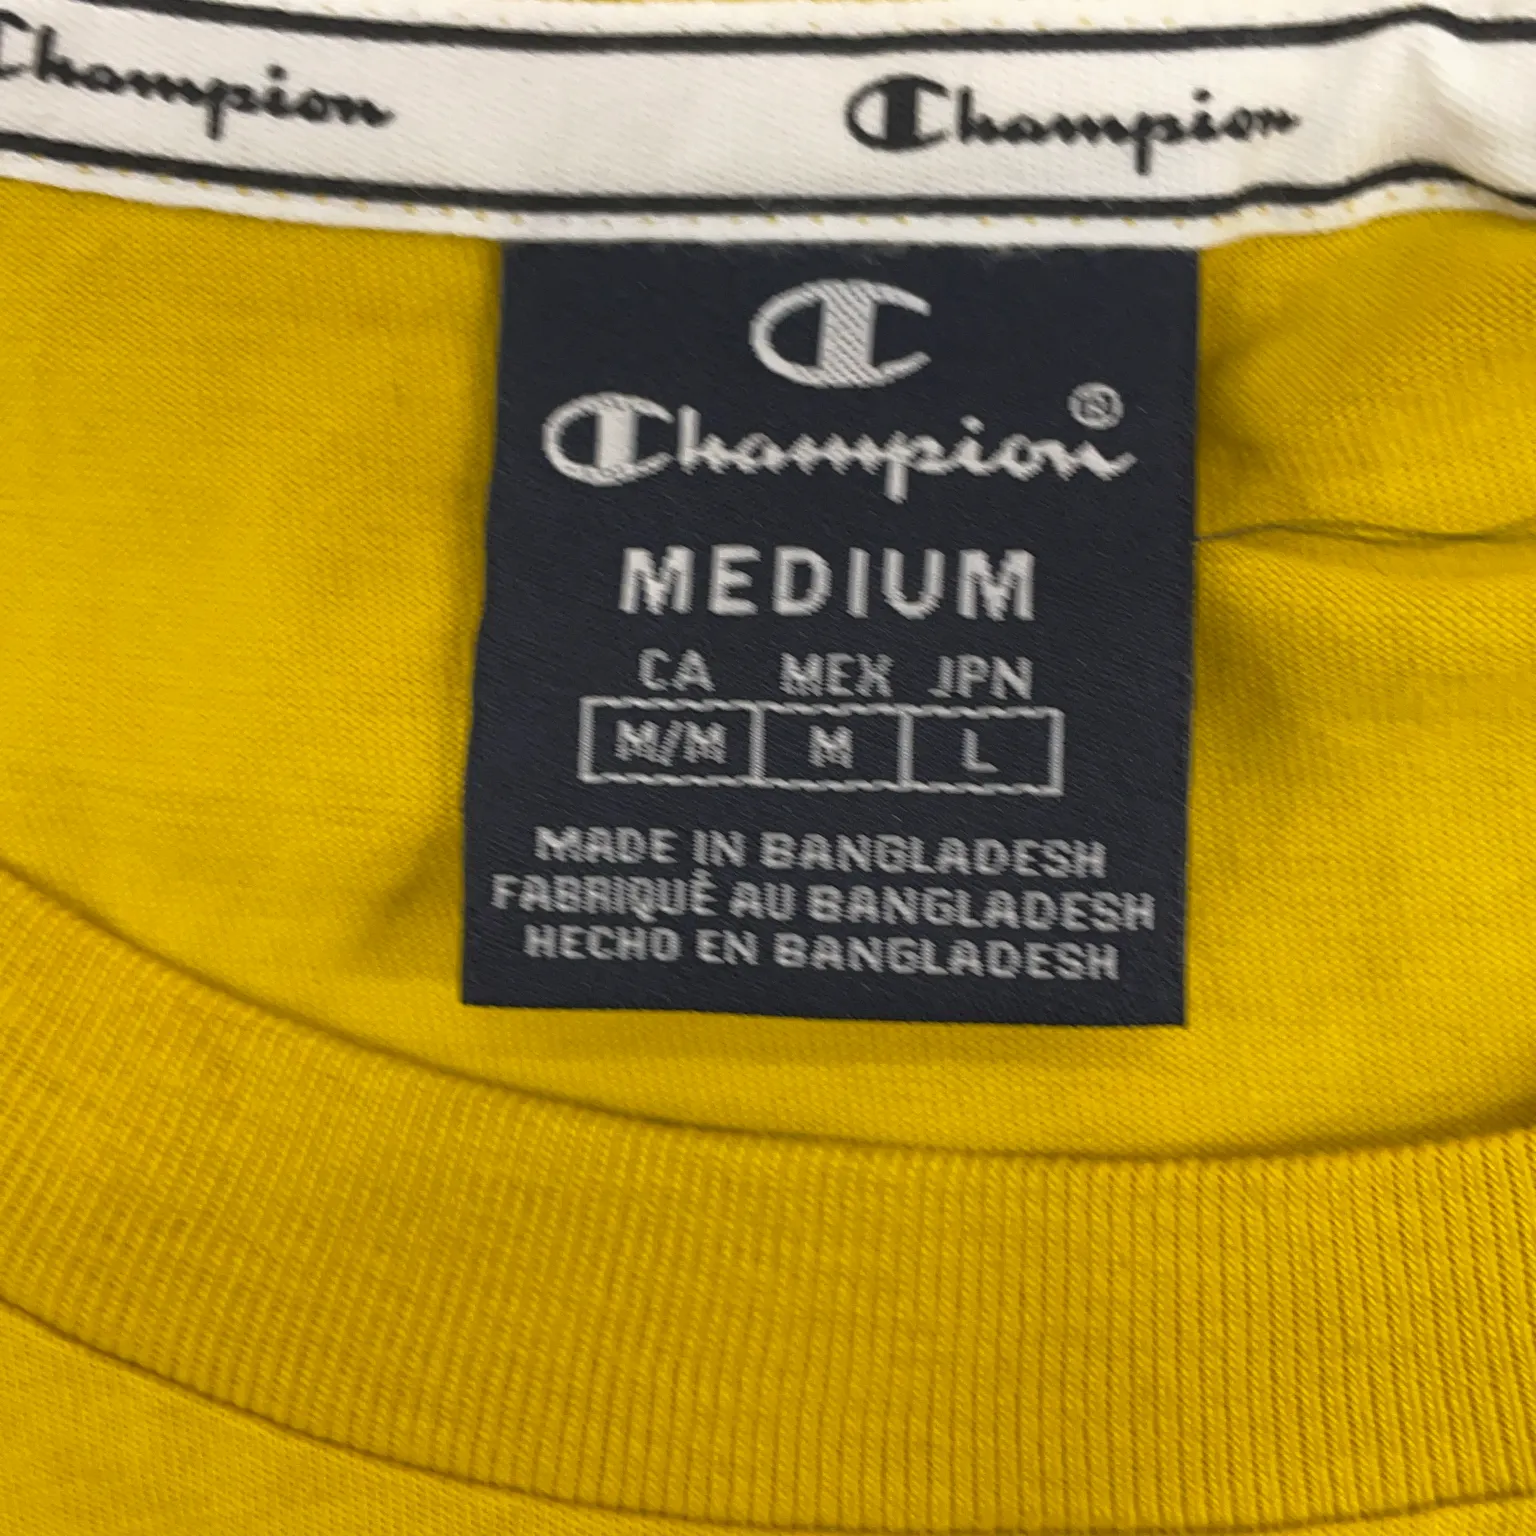 Champion Champion
C
Champion®
MEDIUM
CA MEX JPN
M/M M L
MADE IN BANGLADESH
FABRIQUÉ AU BANGLADESH
HECHO EN BANGLADESH